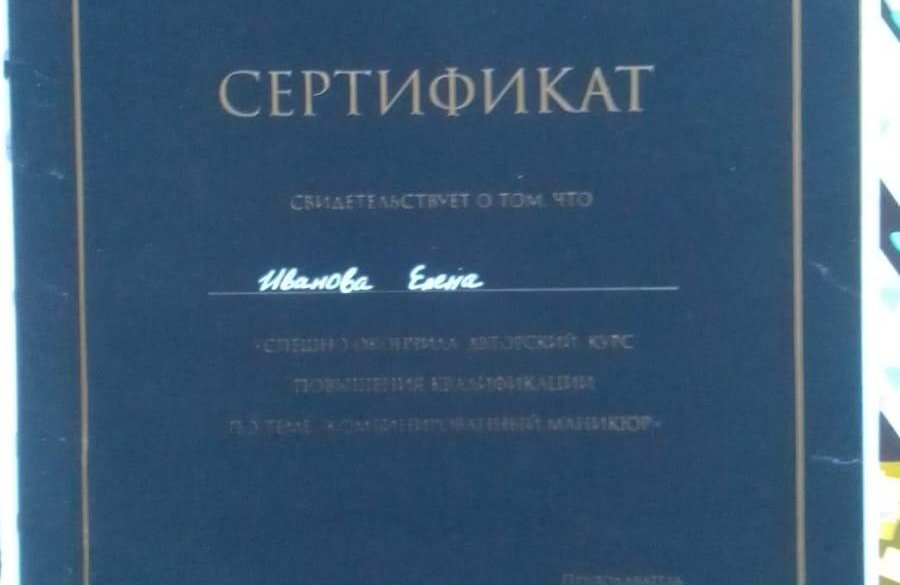 СЕРТИФИКАТ
СВИДЕТЕЛЬСТВУЕТ О ТОМ, ЧТО
Иванова Елена
УСПЕШНО ОКОНЧИЛА АВТОРСКИЙ КУРС
ПОВЫШЕНИЯ КВАЛИФИКАЦИИ
ПО ТЕМЕ «КОМБИНИРОВАННЫЙ МАНИКЮР»